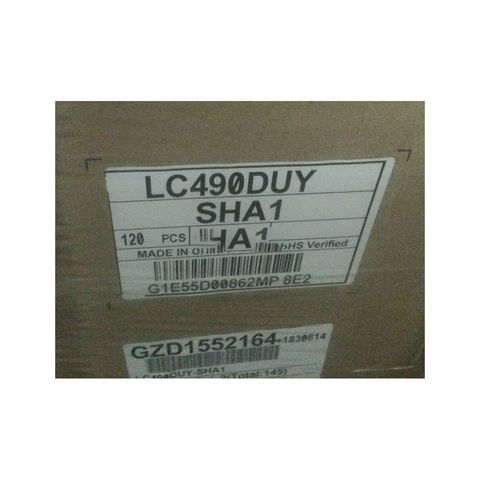 LC490DUY
SHA1
120 PCS HA1
MADE IN RoHS Verified
G1E55D00862MP 8E2
GZD1552164+1830614
LC490DUY-SHA1
(Total:145)